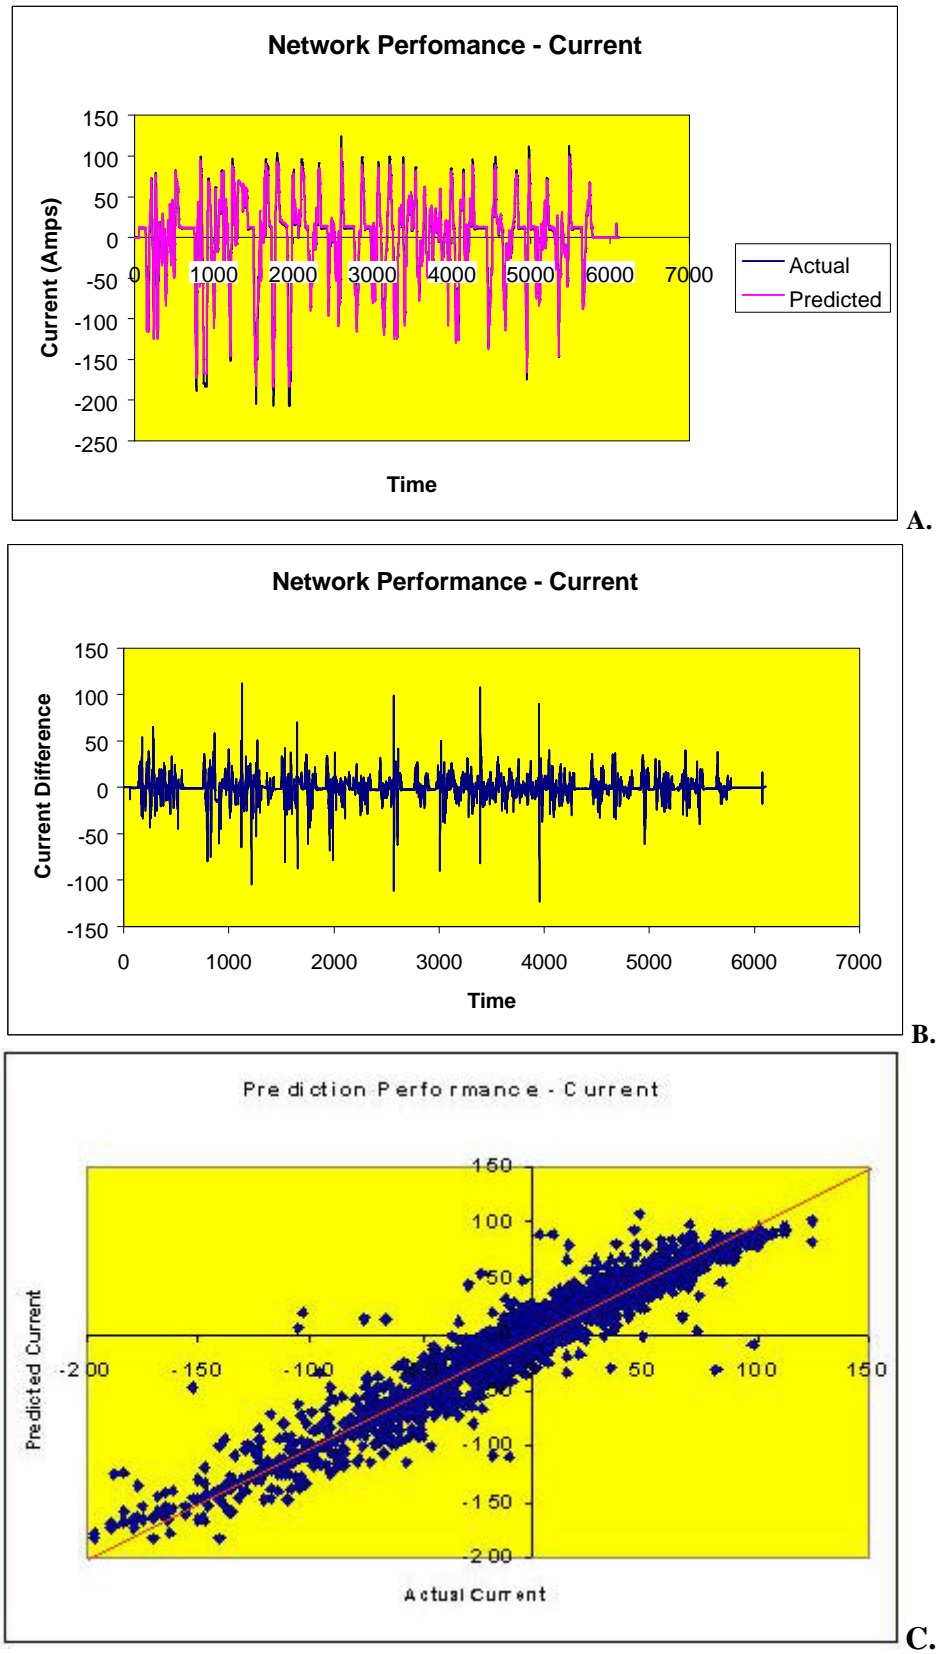 Network Perfomance - Current
150
100
50
0
-50
-100
-150
-200
-250
0 1000 2000 3000 4000 5000 6000 7000
Current (Amps)
Time
Actual
Predicted
A.
Network Performance - Current
150
100
50
0
-50
-100
-150
0 1000 2000 3000 4000 5000 6000 7000
Current Difference
Time
B.
Prediction Performance - Current
150
100
50
0
-200 -150 -100 50 100 150
-100
-150
-200
Predicted Current
Actual Current
C.